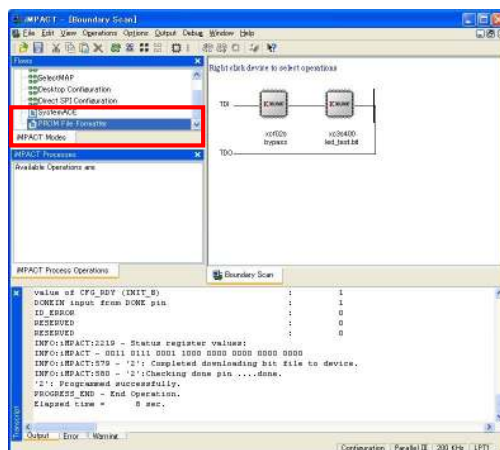 iMPACT - [Boundary Scan]
File Edit View Operations Options Output Debug Window Help
Flows
SelectMAP
Desktop Configuration
Direct SPI Configuration
SystemACE
PROM File Formatter
iMPACT Modes
iMPACT Processes
Available Operations are:
iMPACT Process Operations
Right click device to select operations
TDI
XILINX
XILINX
xcf02s
bypass
xc3s400
led_test.bit
TDO
Boundary Scan
value of CFG_RDY (INIT_B) : 1
DONEIN input from DONE pin : 1
ID_ERROR : 0
RESERVED : 0
RESERVED : 0
INFO:iMPACT:2219 - Status register values:
INFO:iMPACT - 0011 0111 0001 1000 0000 0000 0000 0000
INFO:iMPACT:579 - '2': Completed downloading bit file to device.
INFO:iMPACT:580 - '2':Checking done pin ....done.
'2': Programmed successfully.
PROGRESS_END - End Operation.
Elapsed time = 8 sec.
Transcript
Output Error Warning
Configuration Parallel III 200 KHz LPT1